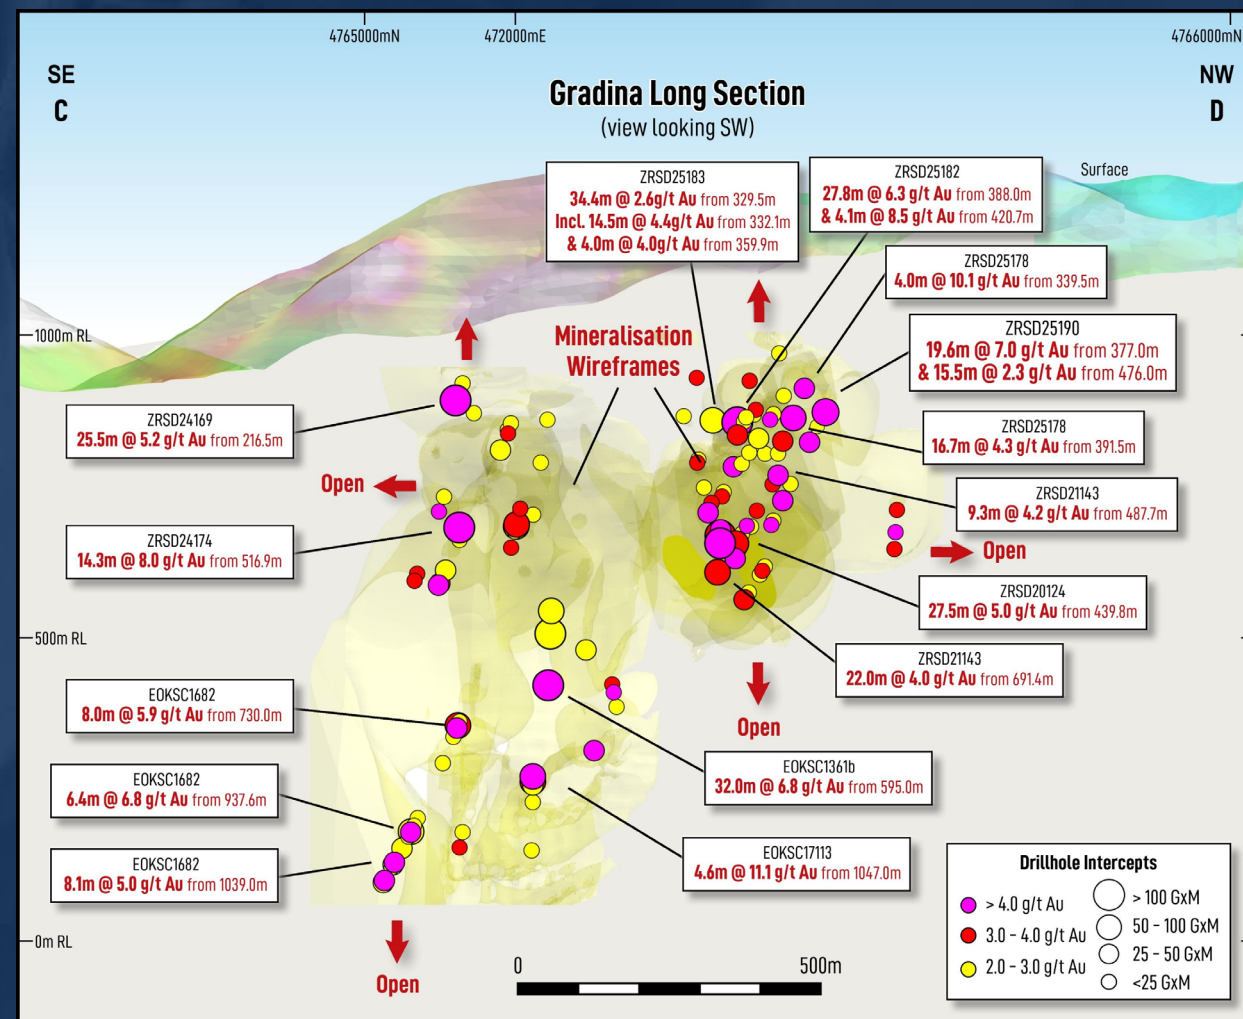 4765000mN
472000mE
4766000mN
SE
C
NW
D
Gradina Long Section
(view looking SW)
Surface
ZRSD25183
34.4m @ 2.6g/t Au from 329.5m
Incl. 14.5m @ 4.4g/t Au from 332.1m
& 4.0m @ 4.0g/t Au from 359.9m
ZRSD25182
27.8m @ 6.3 g/t Au from 388.0m
& 4.1m @ 8.5 g/t Au from 420.7m
ZRSD25178
4.0m @ 10.1 g/t Au from 339.5m
1000m RL
Mineralisation
Wireframes
ZRSD25190
19.6m @ 7.0 g/t Au from 377.0m
& 15.5m @ 2.3 g/t Au from 476.0m
ZRSD24169
25.5m @ 5.2 g/t Au from 216.5m
ZRSD25178
16.7m @ 4.3 g/t Au from 391.5m
Open
ZRSD21143
9.3m @ 4.2 g/t Au from 487.7m
ZRSD24174
14.3m @ 8.0 g/t Au from 516.9m
Open
ZRSD20124
27.5m @ 5.0 g/t Au from 439.8m
500m RL
ZRSD21143
22.0m @ 4.0 g/t Au from 691.4m
EOKSC1682
8.0m @ 5.9 g/t Au from 730.0m
Open
EOKSC1361b
32.0m @ 6.8 g/t Au from 595.0m
EOKSC1682
6.4m @ 6.8 g/t Au from 937.6m
EOKSC17113
4.6m @ 11.1 g/t Au from 1047.0m
EOKSC1682
8.1m @ 5.0 g/t Au from 1039.0m
0m RL
Open
0
500m
Drillhole Intercepts
> 4.0 g/t Au
3.0 - 4.0 g/t Au
2.0 - 3.0 g/t Au
> 100 GxM
50 - 100 GxM
25 - 50 GxM
<25 GxM